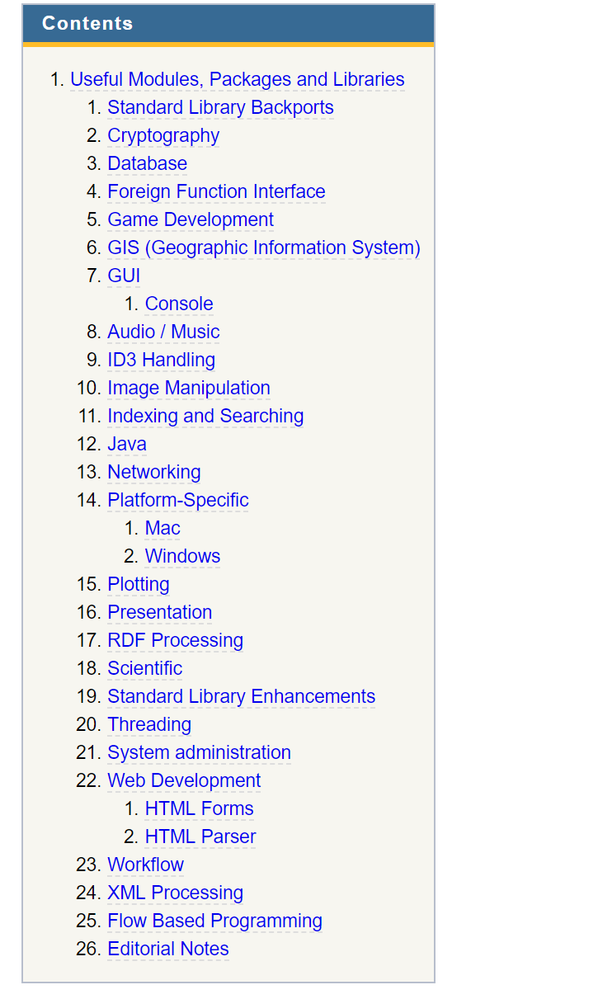 Contents
1. Useful Modules, Packages and Libraries
1. Standard Library Backports
2. Cryptography
3. Database
4. Foreign Function Interface
5. Game Development
6. GIS (Geographic Information System)
7. GUI
1. Console
8. Audio / Music
9. ID3 Handling
10. Image Manipulation
11. Indexing and Searching
12. Java
13. Networking
14. Platform-Specific
1. Mac
2. Windows
15. Plotting
16. Presentation
17. RDF Processing
18. Scientific
19. Standard Library Enhancements
20. Threading
21. System administration
22. Web Development
1. HTML Forms
2. HTML Parser
23. Workflow
24. XML Processing
25. Flow Based Programming
26. Editorial Notes